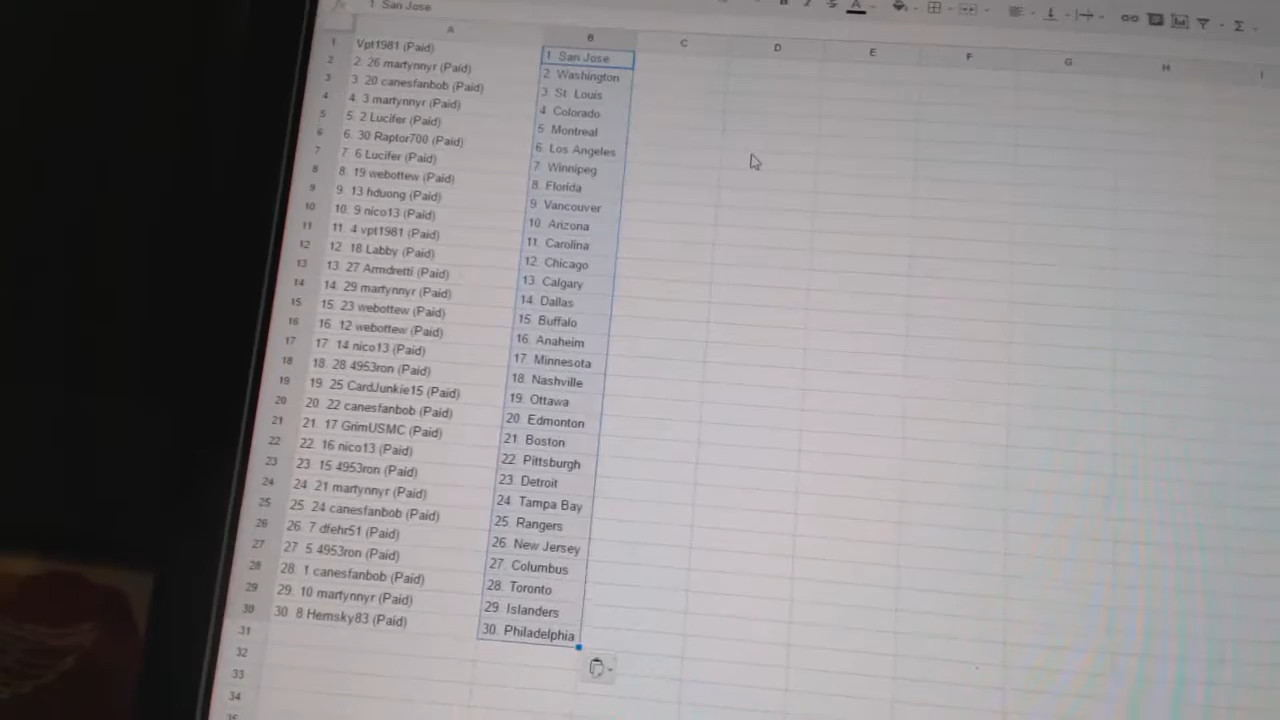 1 San Jose
A B C D E F G H I
1 Vpt1981 (Paid) 1 San Jose
2 2. 26 martynnyr (Paid) 2 Washington
3 3. 20 canesfanbob (Paid) 3 St. Louis
4 4. 3 martynnyr (Paid) 4 Colorado
5 5. 2 Lucifer (Paid) 5 Montreal
6 6. 30 Raptor700 (Paid) 6. Los Angeles
7 7 6 Lucifer (Paid) 7 Winnipeg
8 8. 19 webottew (Paid) 8. Florida
9 9. 13 hduong (Paid) 9 Vancouver
10 10. 9 nico13 (Paid) 10. Arizona
11 11. 4 vpt1981 (Paid) 11. Carolina
12 12 18 Labby (Paid) 12. Chicago
13 13. 27 Armdretti (Paid) 13. Calgary
14 14. 29 martynnyr (Paid) 14. Dallas
15 15. 23 webottew (Paid) 15 Buffalo
16 16. 12 webottew (Paid) 16. Anaheim
17 17 14 nico13 (Paid) 17 Minnesota
18 18. 28 4953ron (Paid) 18 Nashville
19 19 25 CardJunkie15 (Paid) 19. Ottawa
20 20. 22 canesfanbob (Paid) 20 Edmonton
21 21. 17 GrimUSMC (Paid) 21 Boston
22 22. 16 nico13 (Paid) 22 Pittsburgh
23 23. 15 4953ron (Paid) 23. Detroit
24 24 21 martynnyr (Paid) 24. Tampa Bay
25 25. 24 canesfanbob (Paid) 25 Rangers
26 26. 7 dfehr51 (Paid) 26. New Jersey
27 27 5 4953ron (Paid) 27. Columbus
28 28. 1 canesfanbob (Paid) 28 Toronto
29 29. 10 martynnyr (Paid) 29. Islanders
30 30 8 Hemsky83 (Paid) 30. Philadelphia
31
32
33
34